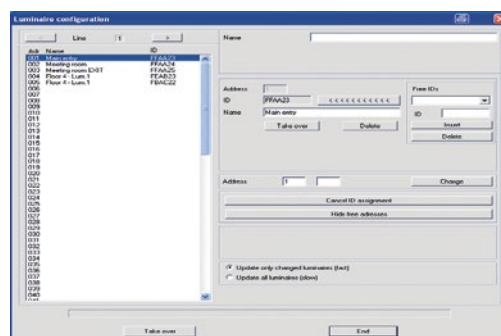 Luminaire configuration
< Line 1 >
Adr Name ID
001 Main entry FFAA23
002 Meeting room FFAA24
003 Meeting room EXIT FFAA25
004 Floor 4 - Lum.1 FEAB23
005 Floor 4 - Lum.1 FBAC22
006
007
008
009
010
011
012
013
014
015
016
017
018
019
020
021
022
023
024
025
026
027
028
029
030
031
032
033
034
035
036
037
038
039
040
Name
Address 1
ID FFAA23 <<<<<<<<<<<
Name Main entry
Take over Delete
Free IDs
ID
Insert
Delete
Address 1 . Change
Cancel ID assignment
Hide free adresses
Update only changed luminaires (fast)
Update all luminaires (slow)
Take over End